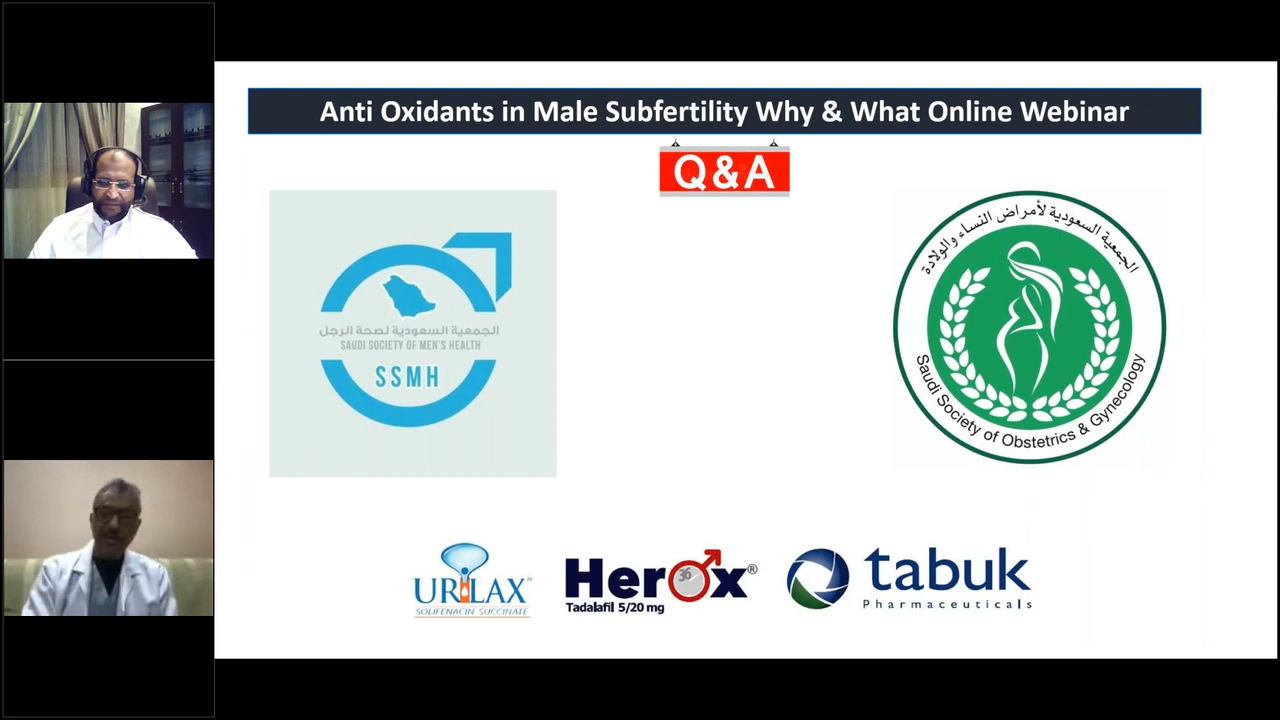 Anti Oxidants in Male Subfertility Why & What Online Webinar
Q&A
الجمعية السعودية لصحة الرجل
SAUDI SOCIETY OF MEN'S HEALTH
SSMH
الجمعية السعودية لأمراض النساء والولادة
Saudi Society of Obstetrics & Gynecology
URILAX®
SOLIFENACIN SUCCINATE
Herox®
36
Tadalafil 5/20 mg
tabuk
Pharmaceuticals